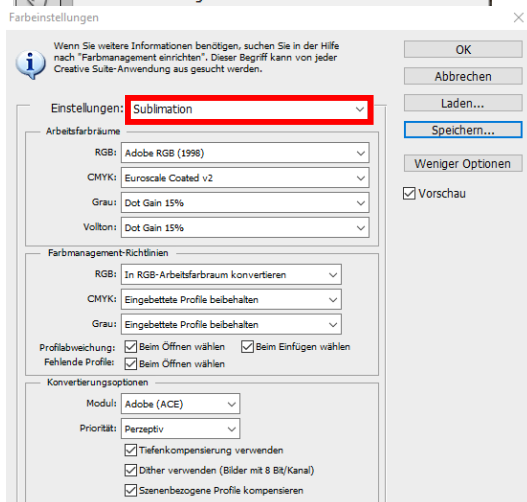 Farbeinstellungen
Wenn Sie weitere Informationen benötigen, suchen Sie in der Hilfe
nach "Farbmanagement einrichten". Dieser Begriff kann von jeder
Creative Suite-Anwendung aus gesucht werden.
OK
Abbrechen
Laden...
Speichern...
Weniger Optionen
Vorschau
Einstellungen: Sublimation
Arbeitsfarbräume
RGB: Adobe RGB (1998)
CMYK: Euroscale Coated v2
Grau: Dot Gain 15%
Vollton: Dot Gain 15%
Farbmanagement-Richtlinien
RGB: In RGB-Arbeitsfarbraum konvertieren
CMYK: Eingebettete Profile beibehalten
Grau: Eingebettete Profile beibehalten
Profilabweichung: Beim Öffnen wählen Beim Einfügen wählen
Fehlende Profile: Beim Öffnen wählen
Konvertierungsoptionen
Modul: Adobe (ACE)
Priorität: Perzeptiv
Tiefenkompensierung verwenden
Dither verwenden (Bilder mit 8 Bit/Kanal)
Szenenbezogene Profile kompensieren